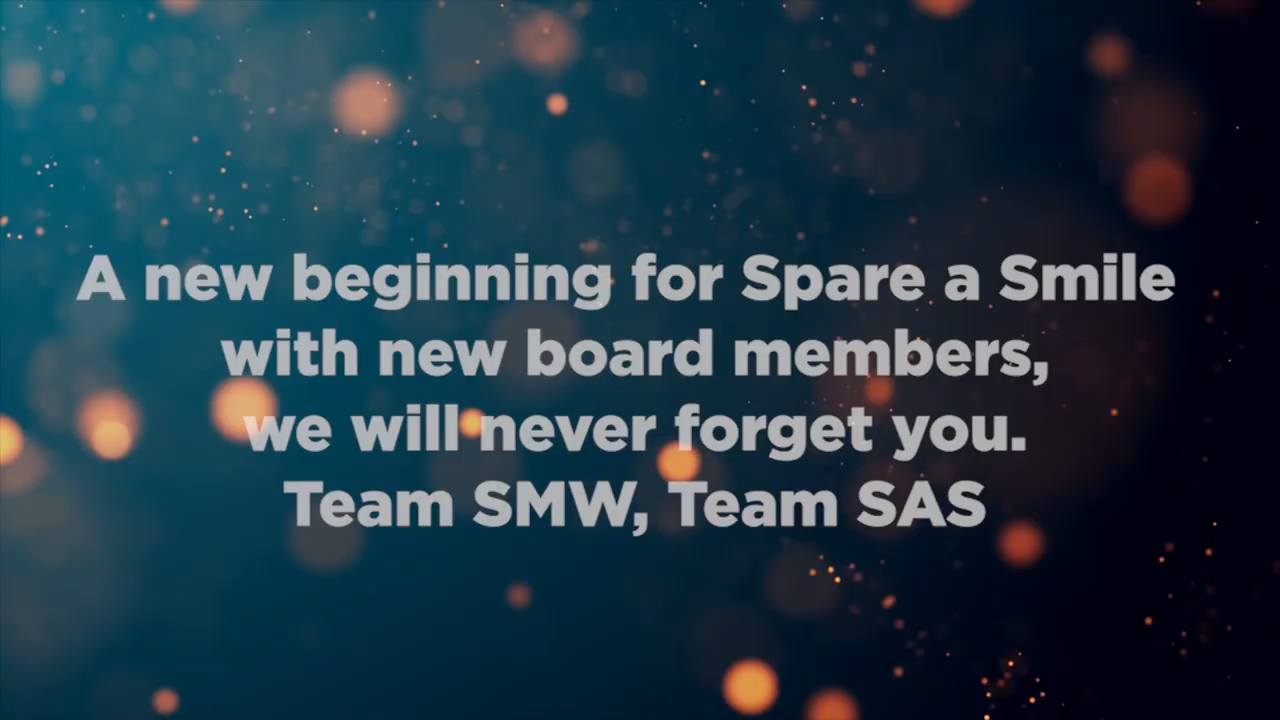 A new beginning for Spare a Smile
with new board members,
we will never forget you.
Team SMW, Team SAS